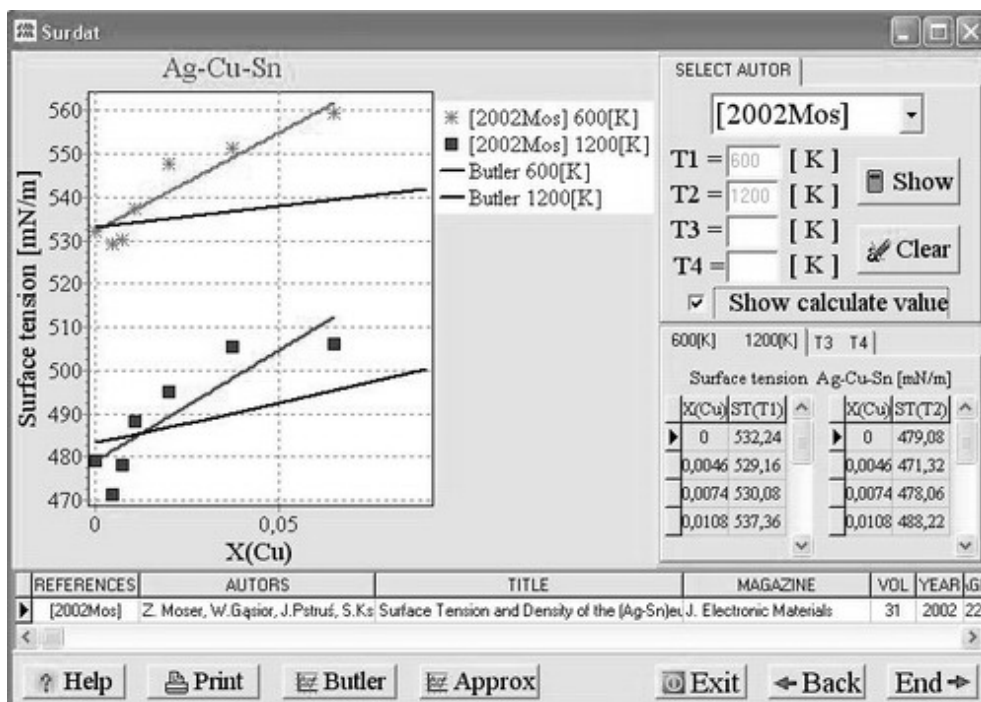 Surdat
Ag-Cu-Sn
560
550
540
530
520
510
500
490
480
470
Surface tension [mN/m]
0
0,05
X(Cu)
[2002Mos] 600[K]
[2002Mos] 1200[K]
Butler 600[K]
Butler 1200[K]
SELECT AUTOR
[2002Mos]
T1 = 600 [ K ]
T2 = 1200 [ K ]
T3 = [ K ]
T4 = [ K ]
Show
Clear
Show calculate value
600[K] 1200[K] T3 T4
Surface tension Ag-Cu-Sn [mN/m]
X(Cu) ST(T1) X(Cu) ST(T2)
0 532,24 0 479,08
0,0046 529,16 0,0046 471,32
0,0074 530,08 0,0074 478,06
0,0108 537,36 0,0108 488,22
REFERENCES AUTORS TITLE MAGAZINE VOL YEAR
[2002Mos] Z. Moser, W.Gąsior, J.Pstruś, S.Ks Surface Tension and Density of the (Ag-Sn)eu J. Electronic Materials 31 2002 22
? Help Print Butler Approx Exit Back End